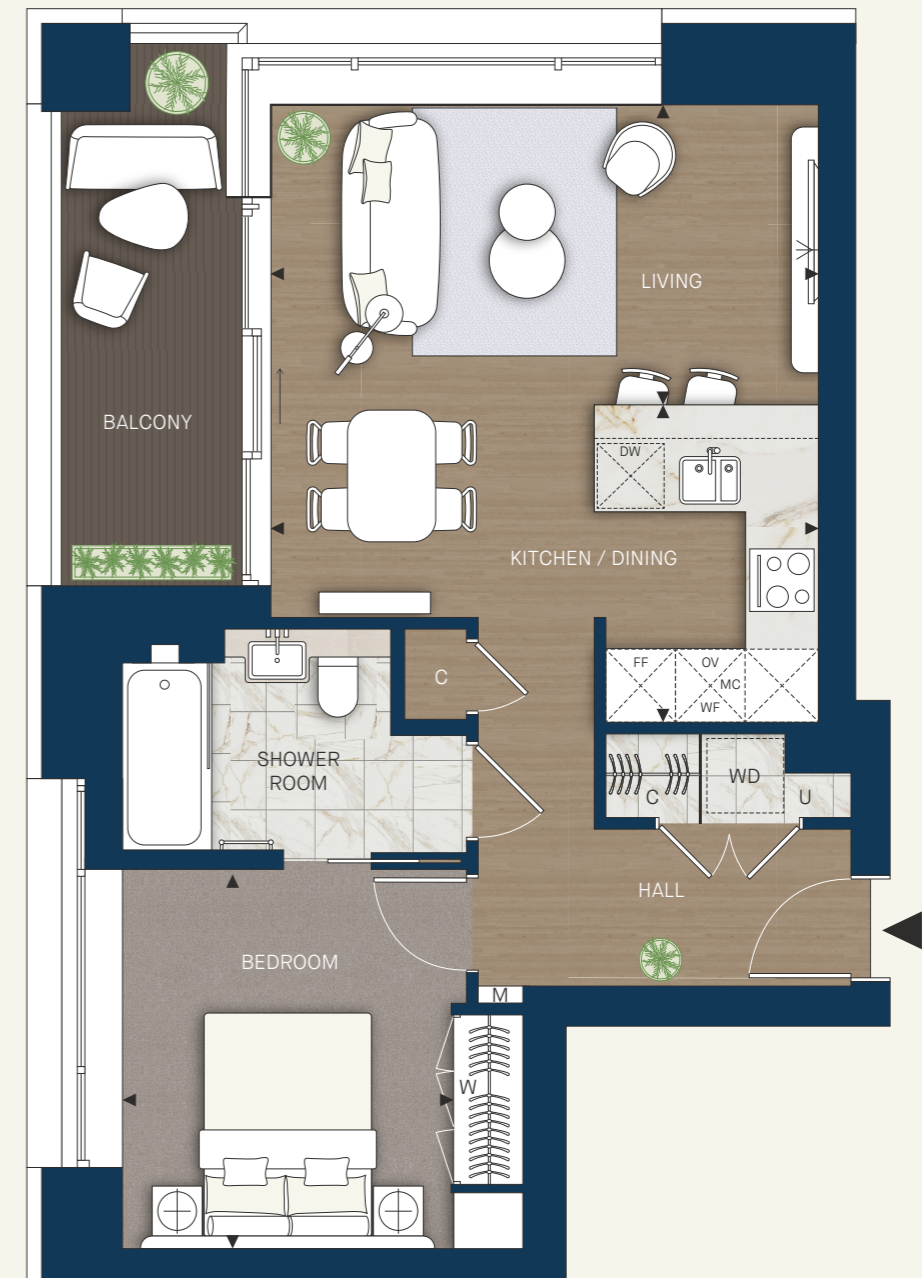 LIVING
BALCONY
DW
KITCHEN / DINING
FF
OV
MC
WF
C
SHOWER
ROOM
C
WD
U
HALL
BEDROOM
M
W